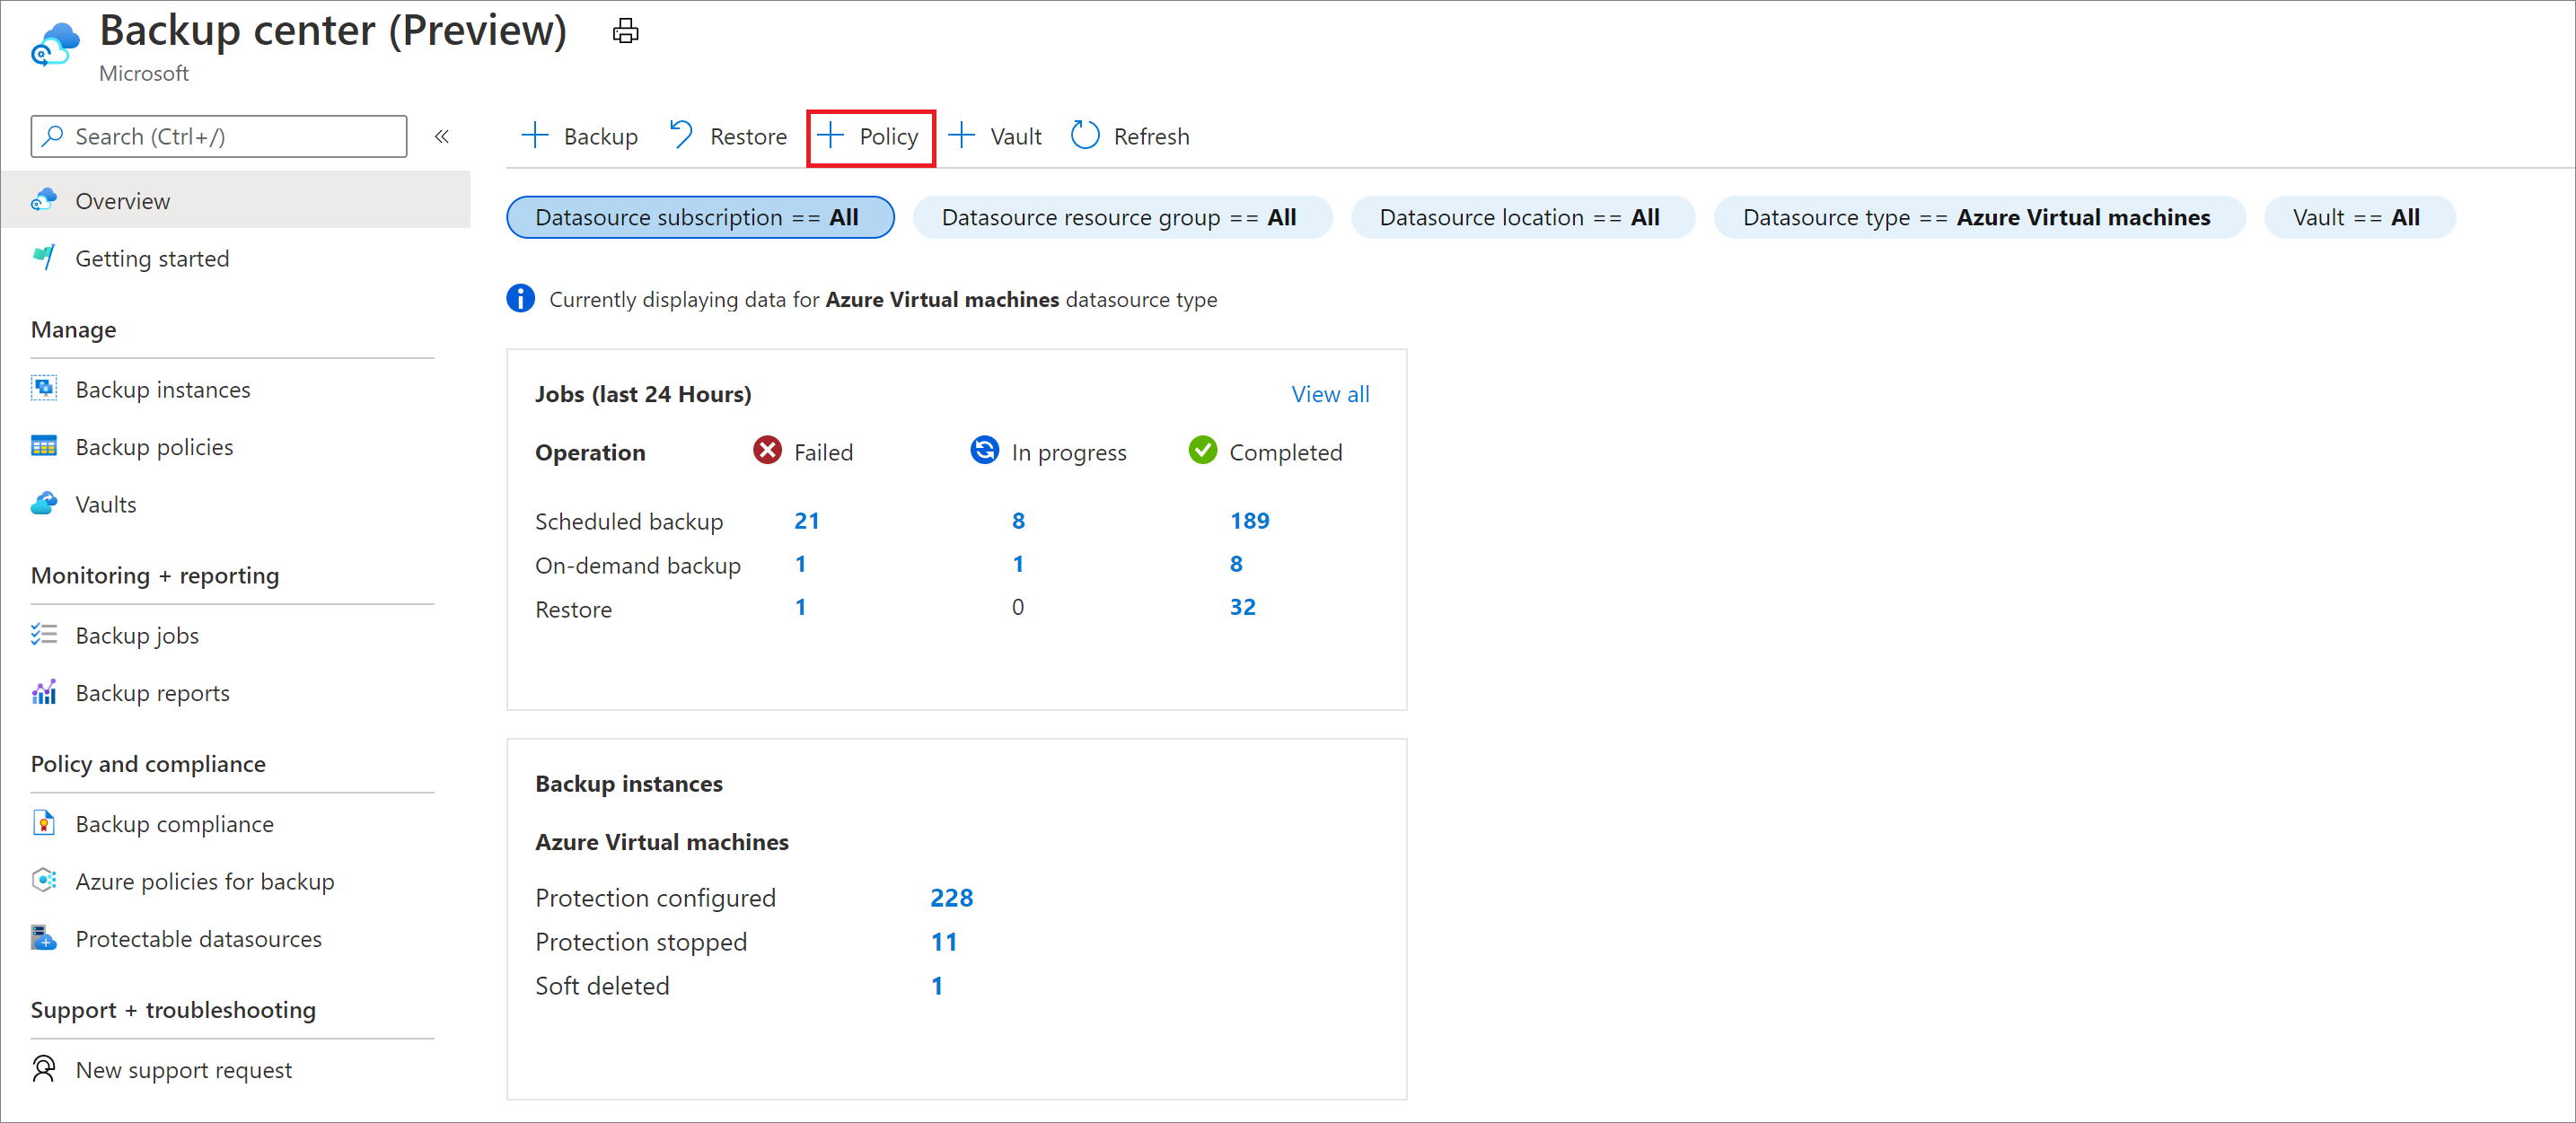 Backup center (Preview)
Microsoft
Search (Ctrl+/)
«
Overview
Getting started
Manage
Backup instances
Backup policies
Vaults
Monitoring + reporting
Backup jobs
Backup reports
Policy and compliance
Backup compliance
Azure policies for backup
Protectable datasources
Support + troubleshooting
New support request
Backup Restore Policy Vault Refresh
Datasource subscription == All Datasource resource group == All Datasource location == All Datasource type == Azure Virtual machines Vault == All
Currently displaying data for Azure Virtual machines datasource type
Jobs (last 24 Hours) View all
Operation Failed In progress Completed
Scheduled backup 21 8 189
On-demand backup 1 1 8
Restore 1 0 32
Backup instances
Azure Virtual machines
Protection configured 228
Protection stopped 11
Soft deleted 1